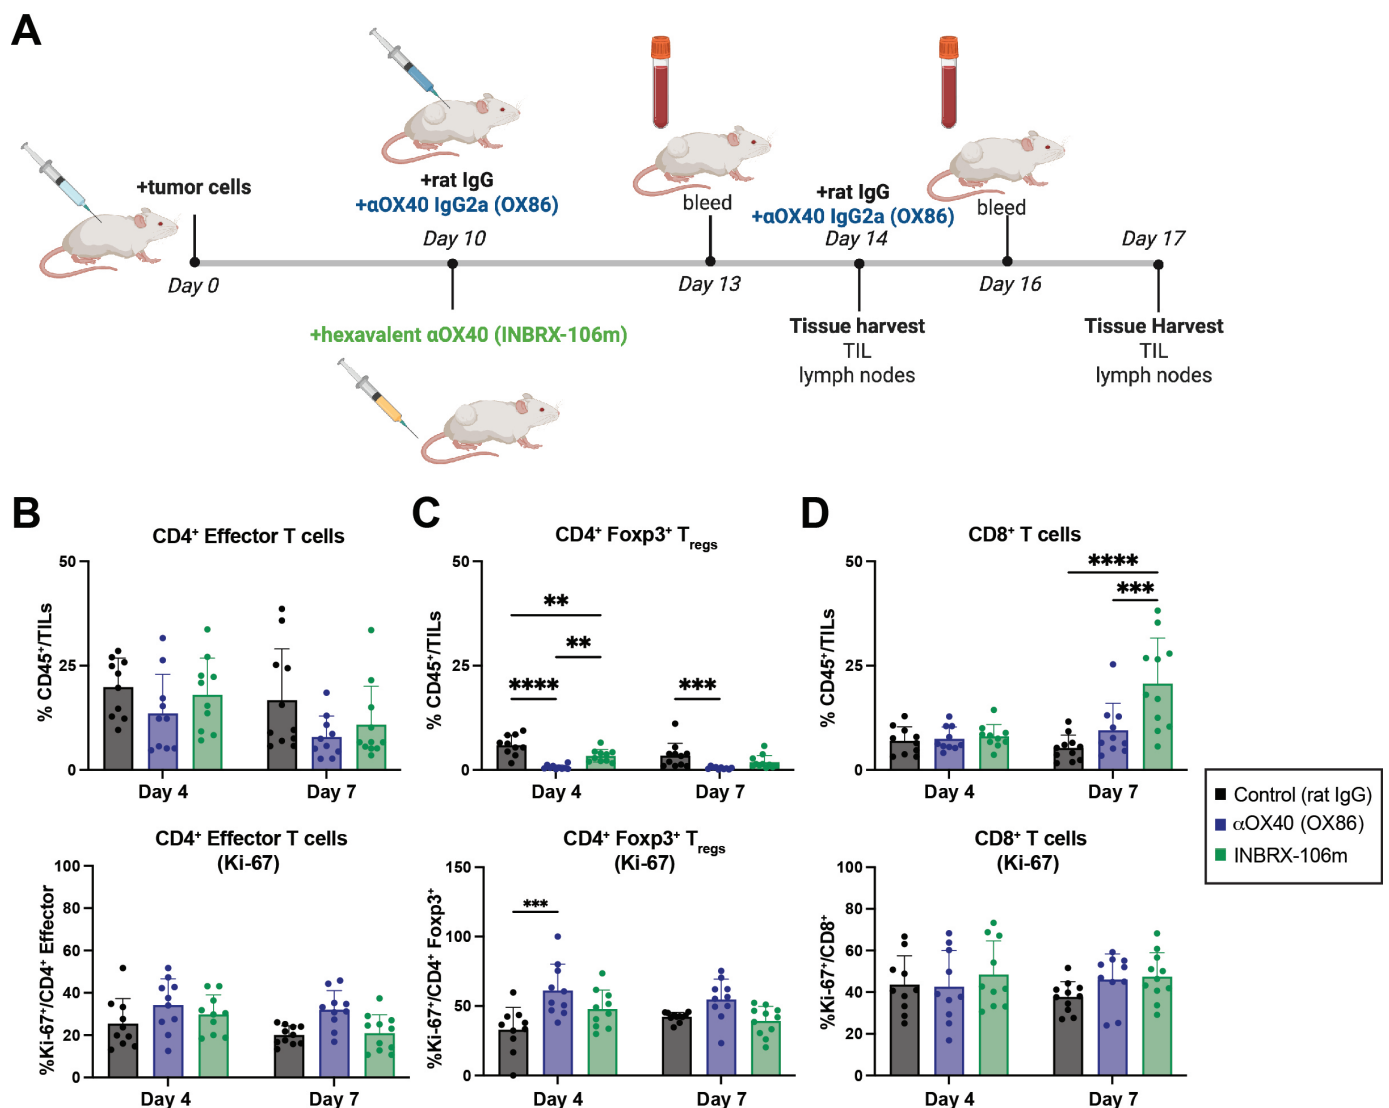 A
+tumor cells
Day 0
+rat IgG
+αOX40 IgG2a (OX86)
Day 10
+hexavalent αOX40 (INBRX-106m)
bleed
Day 13
+rat IgG
+αOX40 IgG2a (OX86)
Day 14
Tissue harvest
TIL
lymph nodes
bleed
Day 16
Day 17
Tissue Harvest
TIL
lymph nodes
B
CD4⁺ Effector T cells
% CD45⁺/TILs
50
25
0
Day 4
Day 7
CD4⁺ Effector T cells
(Ki-67)
%Ki-67⁺/CD4⁺ Effector
100
80
60
40
20
0
Day 4
Day 7
C
CD4⁺ Foxp3⁺ Tregs
% CD45⁺/TILs
50
25
0
**
**
****
***
Day 4
Day 7
CD4⁺ Foxp3⁺ Tregs
(Ki-67)
%Ki-67⁺/CD4⁺ Foxp3⁺
150
100
50
0
***
Day 4
Day 7
D
CD8⁺ T cells
% CD45⁺/TILs
50
25
0
****
***
Day 4
Day 7
CD8⁺ T cells
(Ki-67)
%Ki-67⁺/CD8⁺
100
80
60
40
20
0
Day 4
Day 7
Control (rat IgG)
αOX40 (OX86)
INBRX-106m